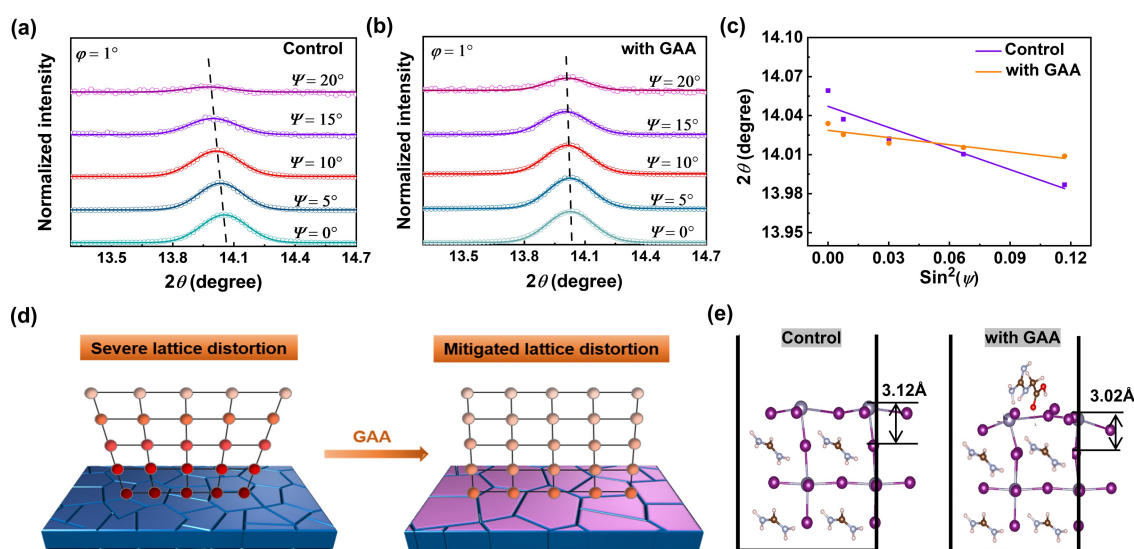 (a)
Normalized intensity
φ = 1°
Control
Ψ = 20°
Ψ = 15°
Ψ = 10°
Ψ = 5°
Ψ = 0°
13.5 13.8 14.1 14.4 14.7
2θ (degree)
(b)
Normalized intensity
φ = 1°
with GAA
Ψ = 20°
Ψ = 15°
Ψ = 10°
Ψ = 5°
Ψ = 0°
13.5 13.8 14.1 14.4 14.7
2θ (degree)
(c)
2θ (degree)
14.10
14.07
14.04
14.01
13.98
13.95
Control
with GAA
0.00 0.03 0.06 0.09 0.12
Sin²(ψ)
(d)
Severe lattice distortion
GAA
Mitigated lattice distortion
(e)
Control
3.12Å
with GAA
3.02Å